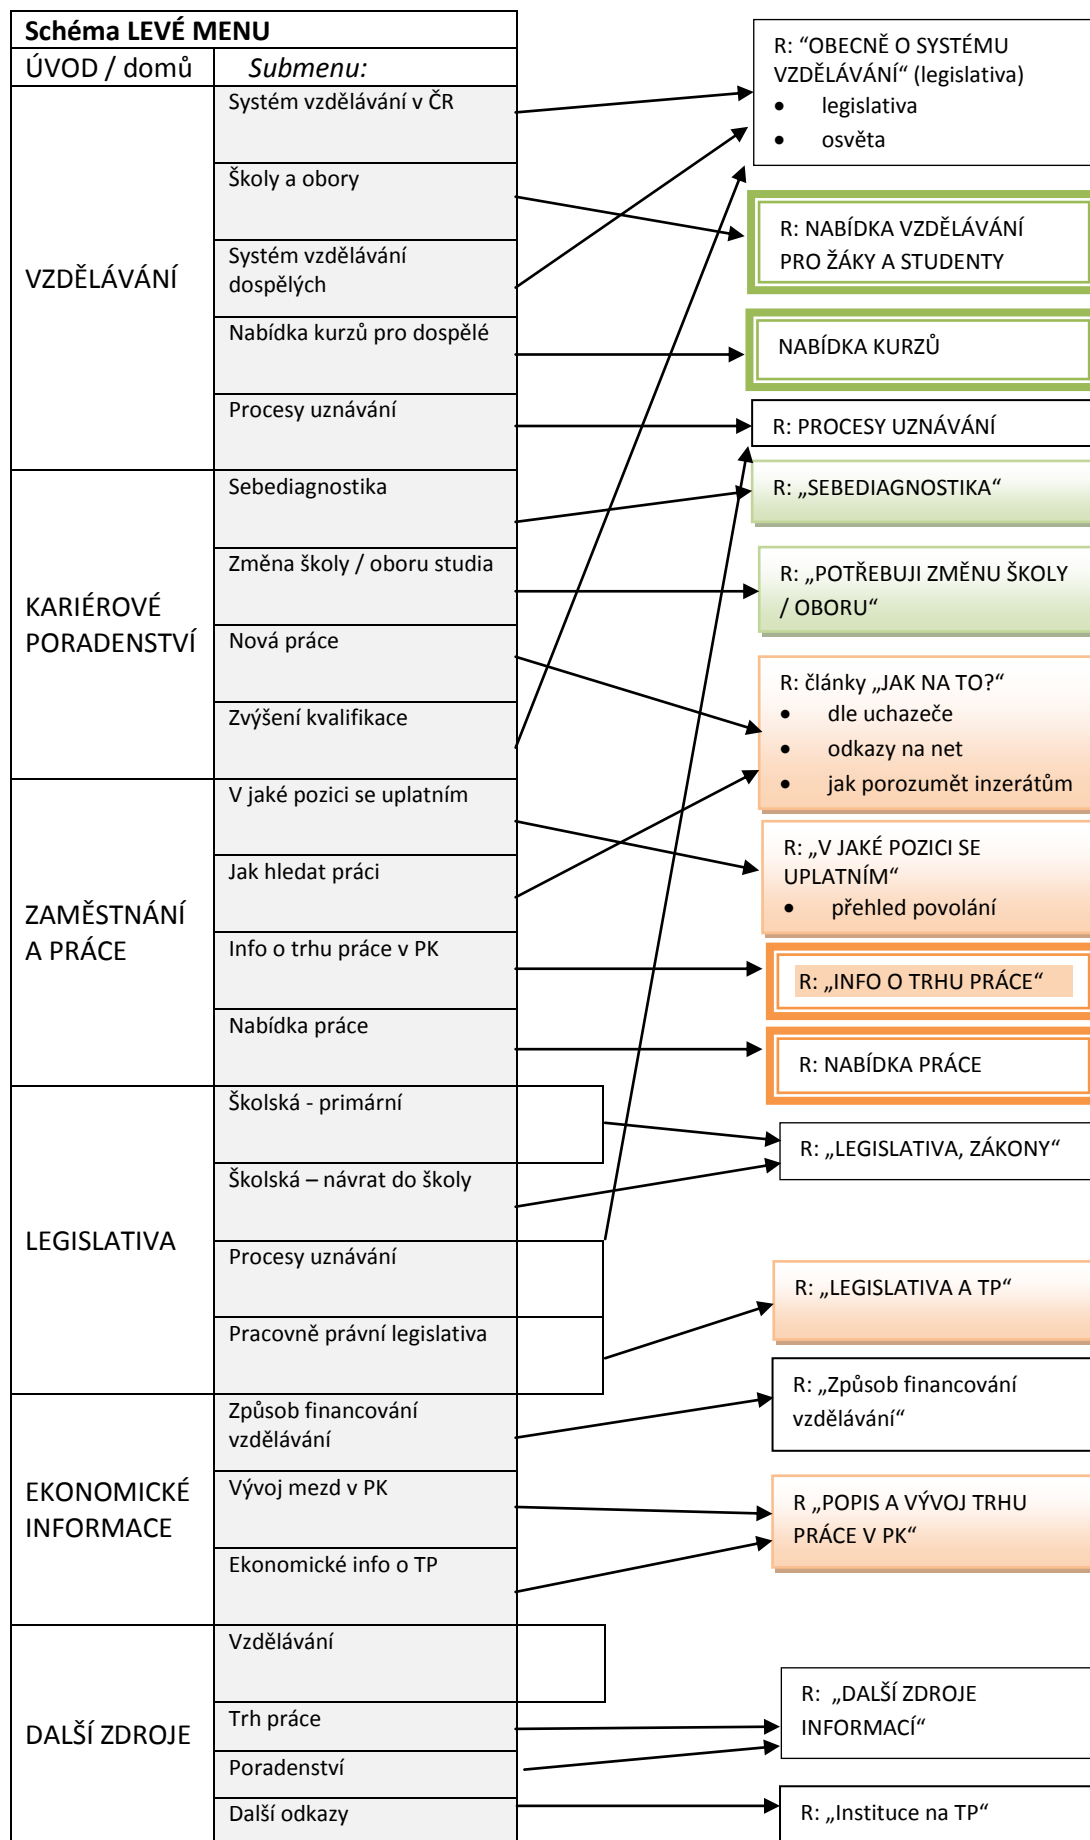 Schéma LEVÉ MENU
ÚVOD / domů
Submenu:
VZDĚLÁVÁNÍ
Systém vzdělávání v ČR
Školy a obory
Systém vzdělávání
dospělých
Nabídka kurzů pro dospělé
Procesy uznávání
KARIÉROVÉ
PORADENSTVÍ
Sebediagnostika
Změna školy / oboru studia
Nová práce
Zvýšení kvalifikace
ZAMĚSTNÁNÍ
A PRÁCE
V jaké pozici se uplatním
Jak hledat práci
Info o trhu práce v PK
Nabídka práce
LEGISLATIVA
Školská - primární
Školská – návrat do školy
Procesy uznávání
Pracovně právní legislativa
EKONOMICKÉ
INFORMACE
Způsob financování
vzdělávání
Vývoj mezd v PK
Ekonomické info o TP
DALŠÍ ZDROJE
Vzdělávání
Trh práce
Poradenství
Další odkazy
R: “OBECNĚ O SYSTÉMU
VZDĚLÁVÁNÍ“ (legislativa)
• legislativa
• osvěta
R: NABÍDKA VZDĚLÁVÁNÍ
PRO ŽÁKY A STUDENTY
NABÍDKA KURZŮ
R: PROCESY UZNÁVÁNÍ
R: „SEBEDIAGNOSTIKA“
R: „POTŘEBUJI ZMĚNU ŠKOLY
/ OBORU“
R: články „JAK NA TO?“
• dle uchazeče
• odkazy na net
• jak porozumět inzerátům
R: „V JAKÉ POZICI SE
UPLATNÍM“
• přehled povolání
R: „INFO O TRHU PRÁCE“
R: NABÍDKA PRÁCE
R: „LEGISLATIVA, ZÁKONY“
R: „LEGISLATIVA A TP“
R: „Způsob financování
vzdělávání“
R „POPIS A VÝVOJ TRHU
PRÁCE V PK“
R: „DALŠÍ ZDROJE
INFORMACÍ“
R: „Instituce na TP“